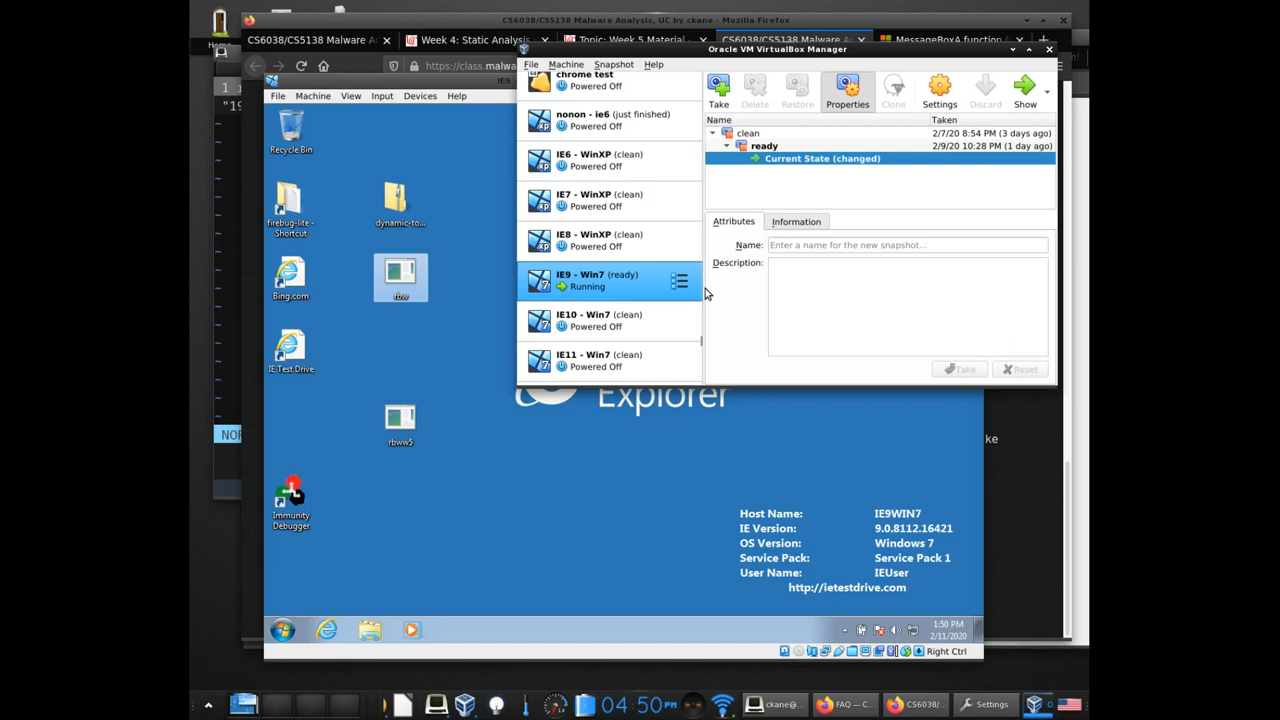 CS6038/CS5138 Malware Analysis, UC by ckane - Mozilla Firefox
CS6038/CS5138 Malware A
Week 4: Static Analysis
Topic: Week 5 Material
CS6038/CS5138 Malware A
MessageBoxA function (
https://class.malwa
NOR
ke
IE9
File Machine View Input Devices Help
Recycle Bin
firebug-lite -
Shortcut
dynamic-to...
Bing.com
rbw
IE Test Drive
rbww5
Immunity
Debugger
Explorer
Host Name: IE9WIN7
IE Version: 9.0.8112.16421
OS Version: Windows 7
Service Pack: Service Pack 1
User Name: IEUser
http://ietestdrive.com
1:50 PM
2/11/2020
Right Ctrl
Oracle VM VirtualBox Manager
File Machine Snapshot Help
chrome test
Powered Off
nonon - ie6 (just finished)
Powered Off
IE6 - WinXP (clean)
Powered Off
IE7 - WinXP (clean)
Powered Off
IE8 - WinXP (clean)
Powered Off
IE9 - Win7 (ready)
Running
IE10 - Win7 (clean)
Powered Off
IE11 - Win7 (clean)
Powered Off
Take Delete Restore Properties Clone Settings Discard Show
Name Taken
clean 2/7/20 8:54 PM (3 days ago)
ready 2/9/20 10:28 PM (1 day ago)
Current State (changed)
Attributes Information
Name: Enter a name for the new snapshot...
Description:
Take Reset
04:50PM
ckane@...
FAQ — C...
CS6038/...
Settings